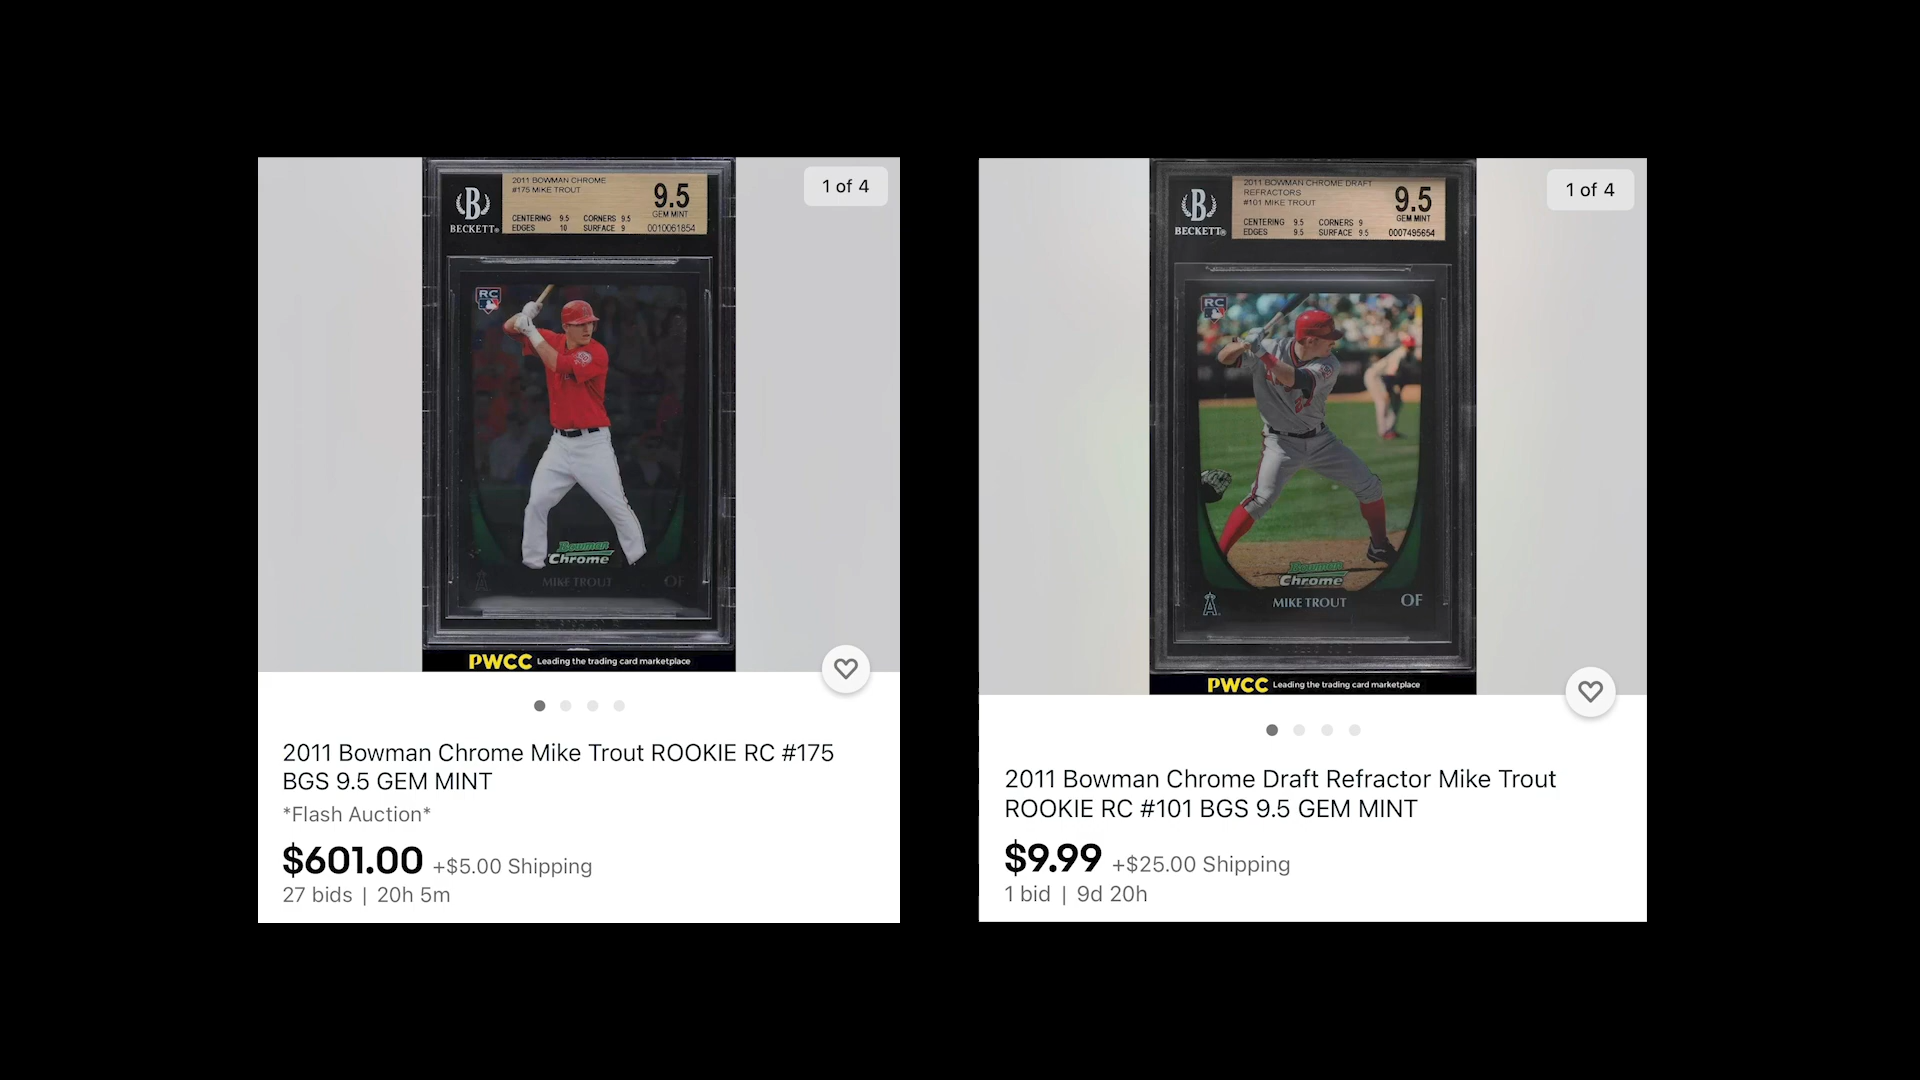 1 of 4
B
BECKETT®
2011 BOWMAN CHROME
#175 MIKE TROUT
9.5
GEM MINT
CENTERING 9.5 CORNERS 9.5
EDGES 10 SURFACE 9
0010061854
RC
Bowman
Chrome
A
MIKE TROUT
OF
PWCC Leading the trading card marketplace
2011 Bowman Chrome Mike Trout ROOKIE RC #175
BGS 9.5 GEM MINT
*Flash Auction*
$601.00 +$5.00 Shipping
27 bids | 20h 5m
1 of 4
B
BECKETT®
2011 BOWMAN CHROME DRAFT
REFRACTORS
#101 MIKE TROUT
9.5
GEM MINT
CENTERING 9.5 CORNERS 9
EDGES 9.5 SURFACE 9.5
0007495654
RC
Bowman
Chrome
A
MIKE TROUT
OF
PWCC Leading the trading card marketplace
2011 Bowman Chrome Draft Refractor Mike Trout
ROOKIE RC #101 BGS 9.5 GEM MINT
$9.99 +$25.00 Shipping
1 bid | 9d 20h